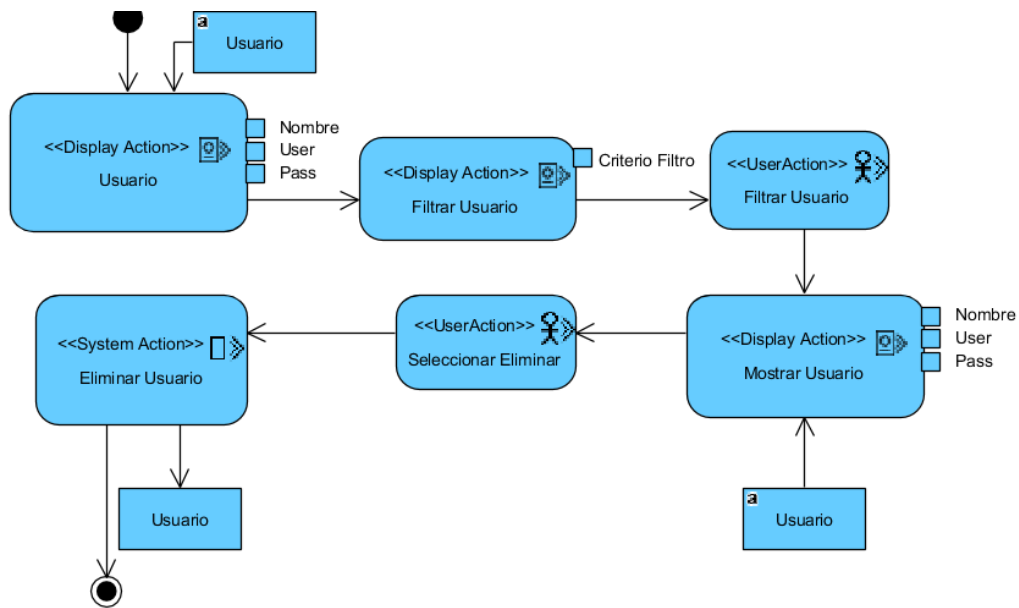 a
Usuario
<<Display Action>>
Usuario
Nombre
User
Pass
<<Display Action>>
Filtrar Usuario
Criterio Filtro
<<UserAction>>
Filtrar Usuario
<<System Action>>
Eliminar Usuario
<<UserAction>>
Seleccionar Eliminar
<<Display Action>>
Mostrar Usuario
Nombre
User
Pass
Usuario
a
Usuario